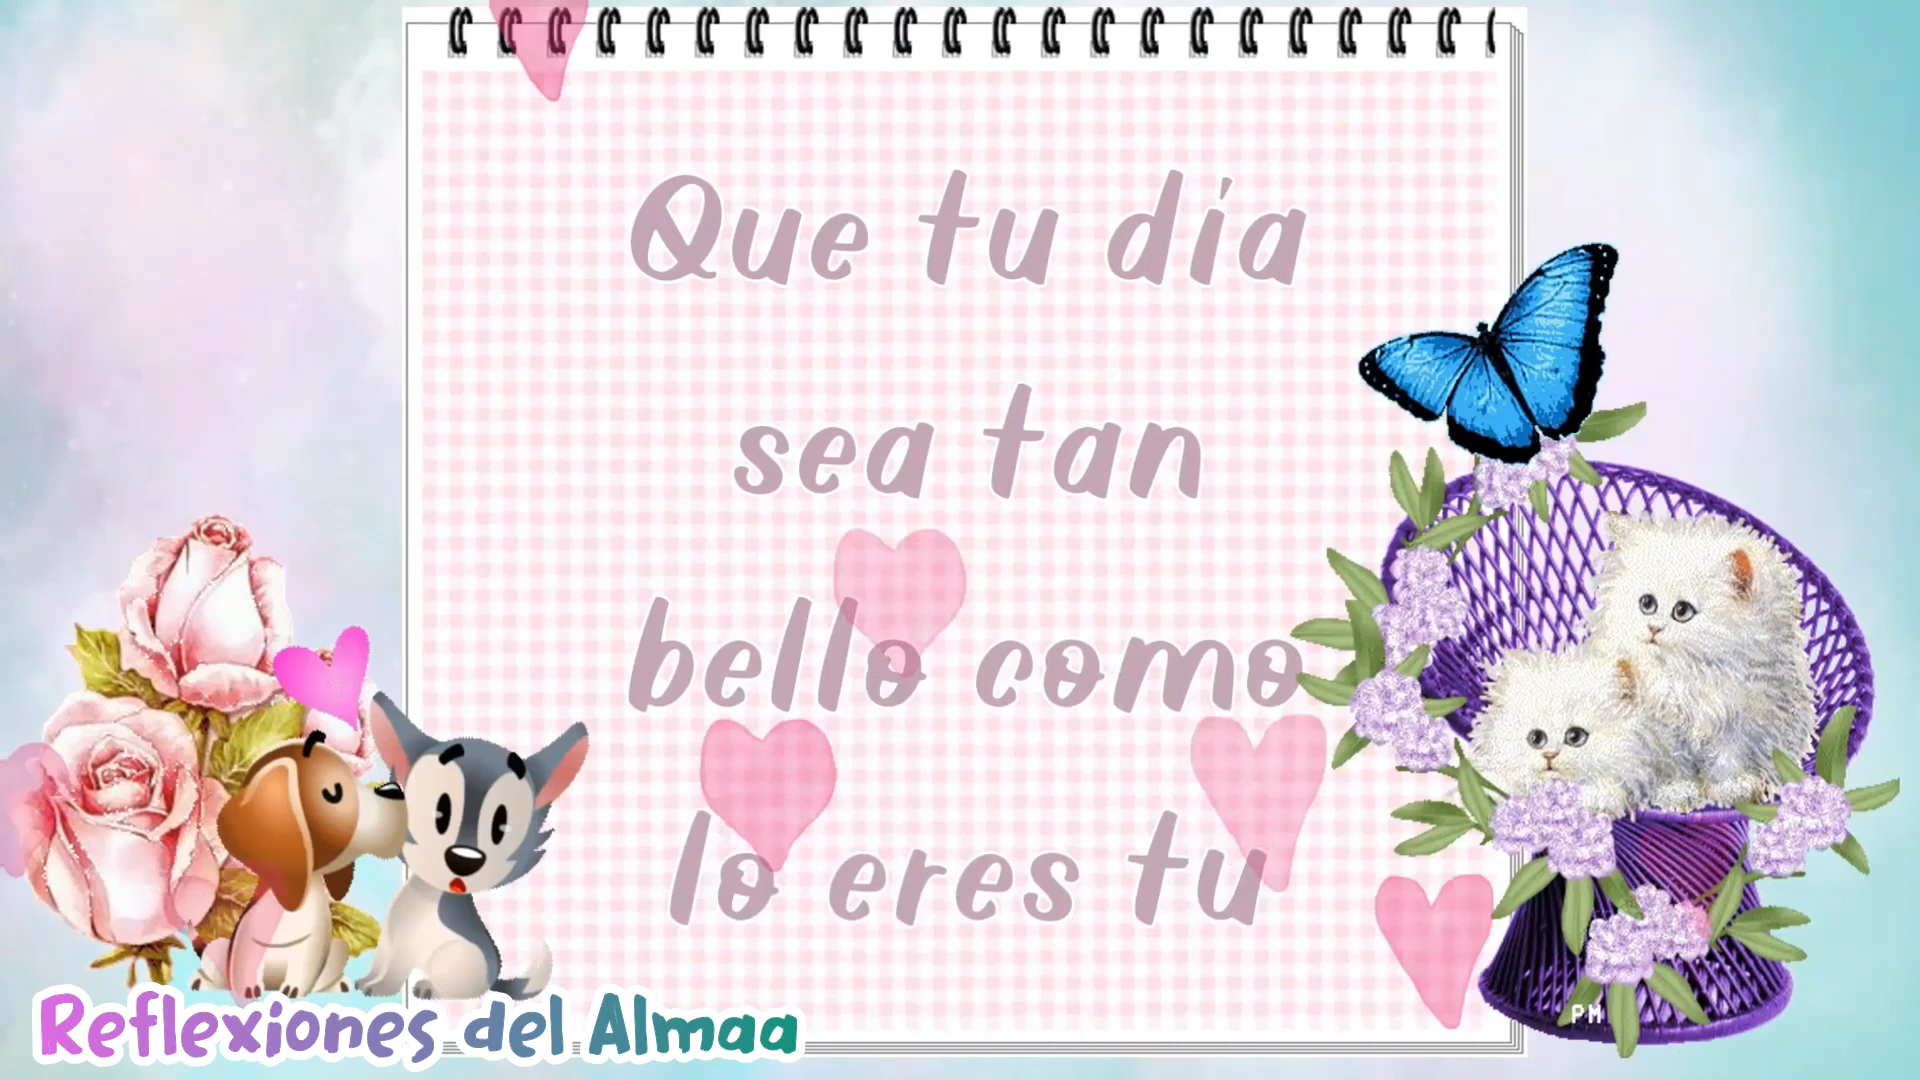 Que tu día
sea tan
bello como
lo eres tu
Reflexiones del Almaa
PM